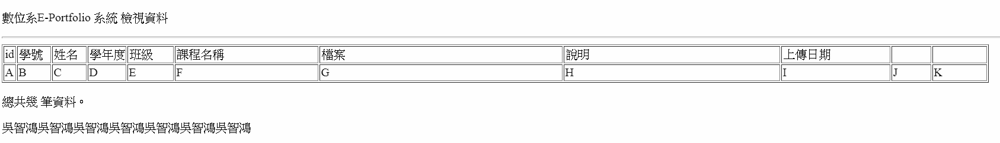 數位系E-Portfolio 系統 檢視資料
id 學號 姓名 學年度 班級 課程名稱 檔案 說明 上傳日期
A B C D E F G H I J K
總共幾 筆資料。
吳智鴻吳智鴻吳智鴻吳智鴻吳智鴻吳智鴻吳智鴻